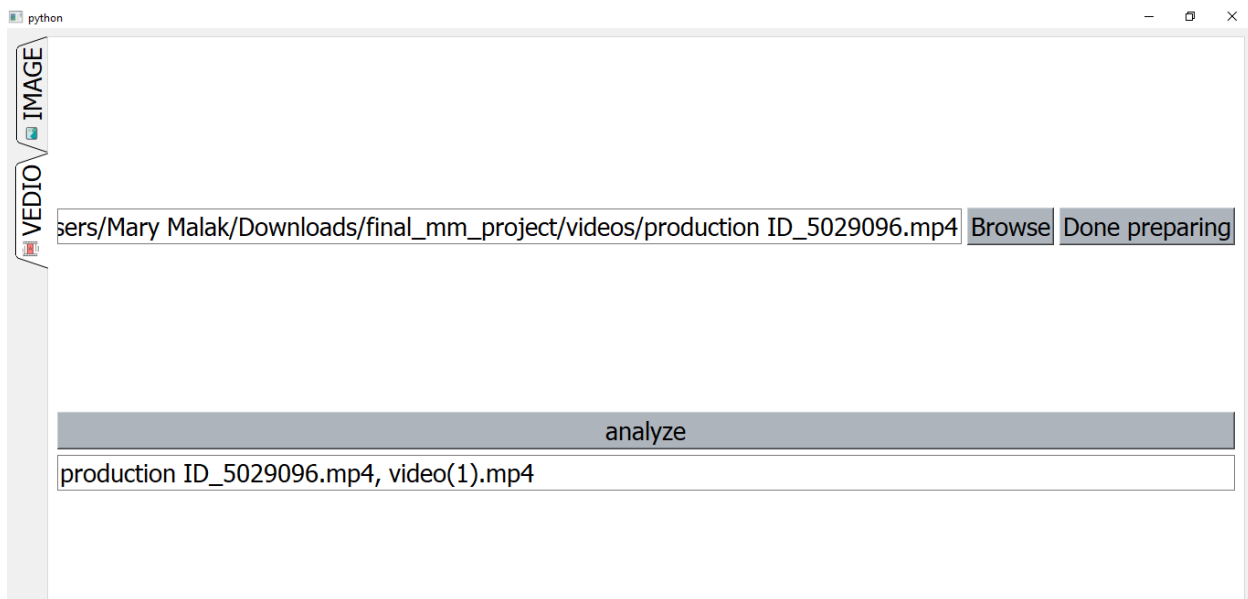 python
IMAGE
VEDIO
sers/Mary Malak/Downloads/final_mm_project/videos/production ID_5029096.mp4 Browse Done preparing
analyze
production ID_5029096.mp4, video(1).mp4